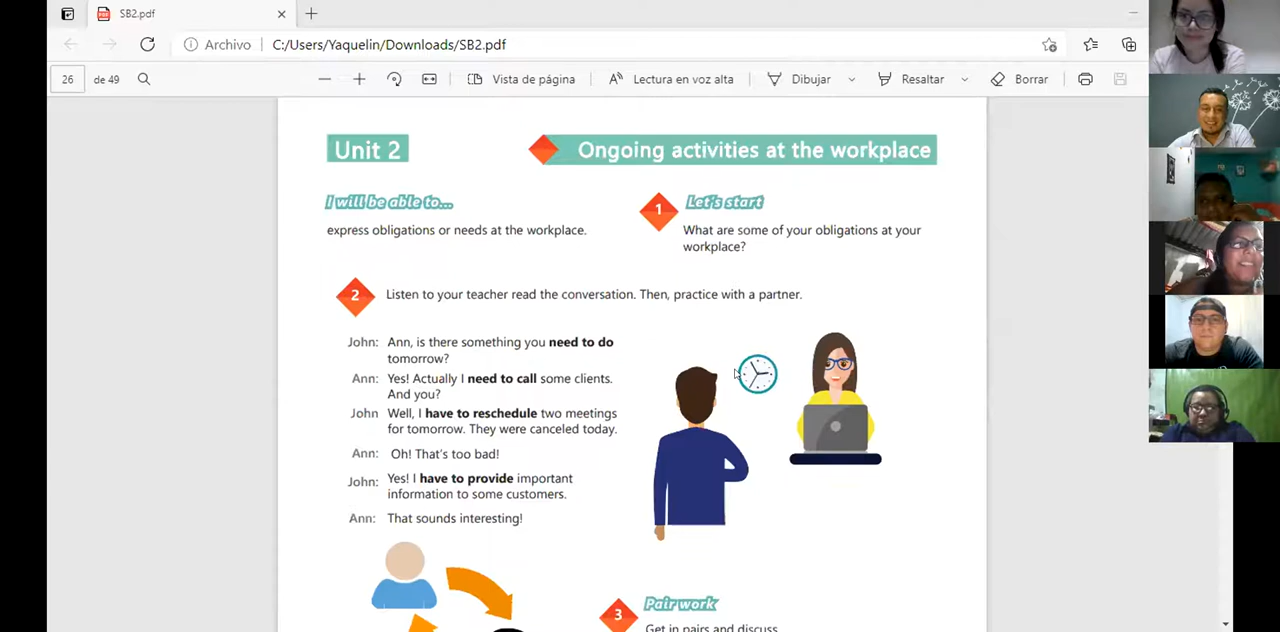 SB2.pdf
Archivo
C:/Users/Yaquelin/Downloads/SB2.pdf
26
de 49
Vista de página
Lectura en voz alta
Dibujar
Resaltar
Borrar
Unit 2
Ongoing activities at the workplace
I will be able to...
express obligations or needs at the workplace.
1
Let's start
What are some of your obligations at your
workplace?
2
Listen to your teacher read the conversation. Then, practice with a partner.
John: Ann, is there something you need to do
tomorrow?
Ann: Yes! Actually I need to call some clients.
And you?
John Well, I have to reschedule two meetings
for tomorrow. They were canceled today.
Ann: Oh! That's too bad!
John: Yes! I have to provide important
information to some customers.
Ann: That sounds interesting!
3
Pair work
Get in pairs and discuss